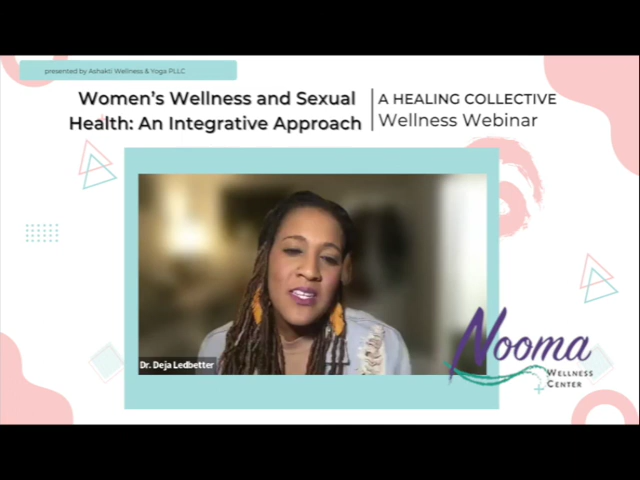 presented by Ashakti Wellness & Yoga PLLC
Women's Wellness and Sexual
Health: An Integrative Approach
A HEALING COLLECTIVE
Wellness Webinar
Dr. Deja Ledbetter
Nooma
WELLNESS
CENTER